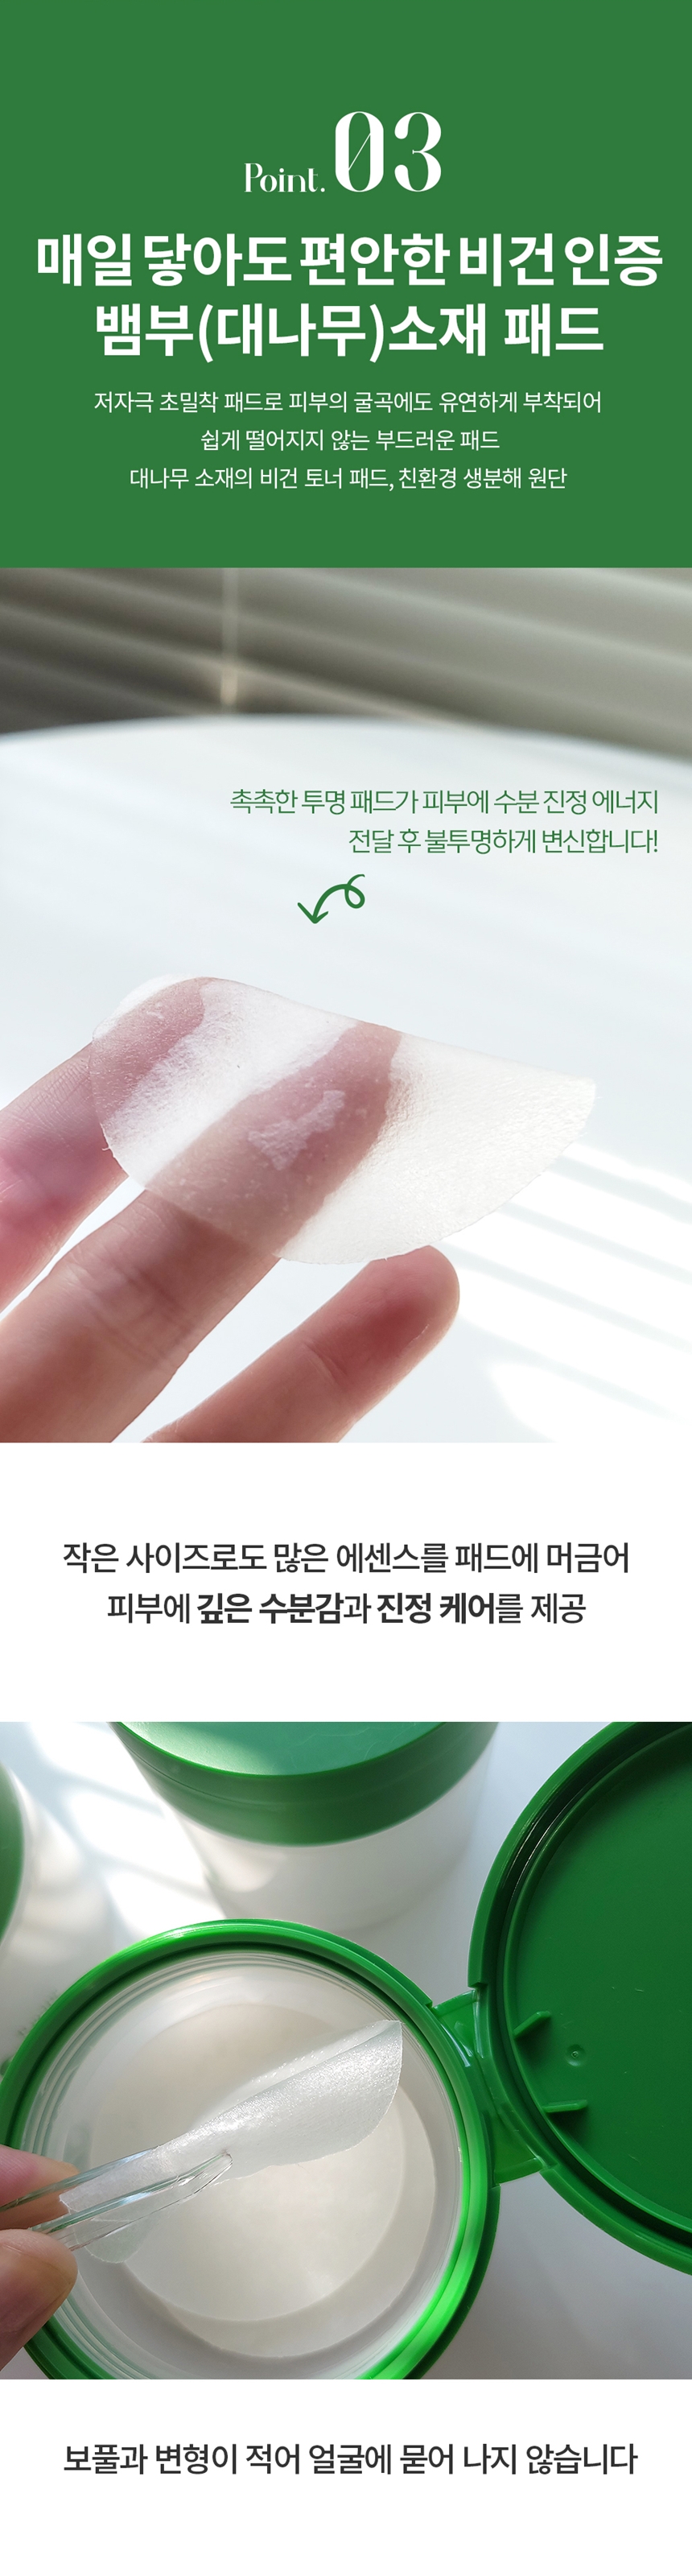 Point. 03
매일 닿아도 편안한 비건 인증
뱀부(대나무)소재 패드
저자극 초밀착 패드로 피부의 굴곡에도 유연하게 부착되어
쉽게 떨어지지 않는 부드러운 패드
대나무 소재의 비건 토너 패드, 친환경 생분해 원단
촉촉한 투명 패드가 피부에 수분 진정 에너지
전달 후 불투명하게 변신합니다!
작은 사이즈로도 많은 에센스를 패드에 머금어
피부에 깊은 수분감과 진정 케어를 제공
보풀과 변형이 적어 얼굴에 묻어 나지 않습니다